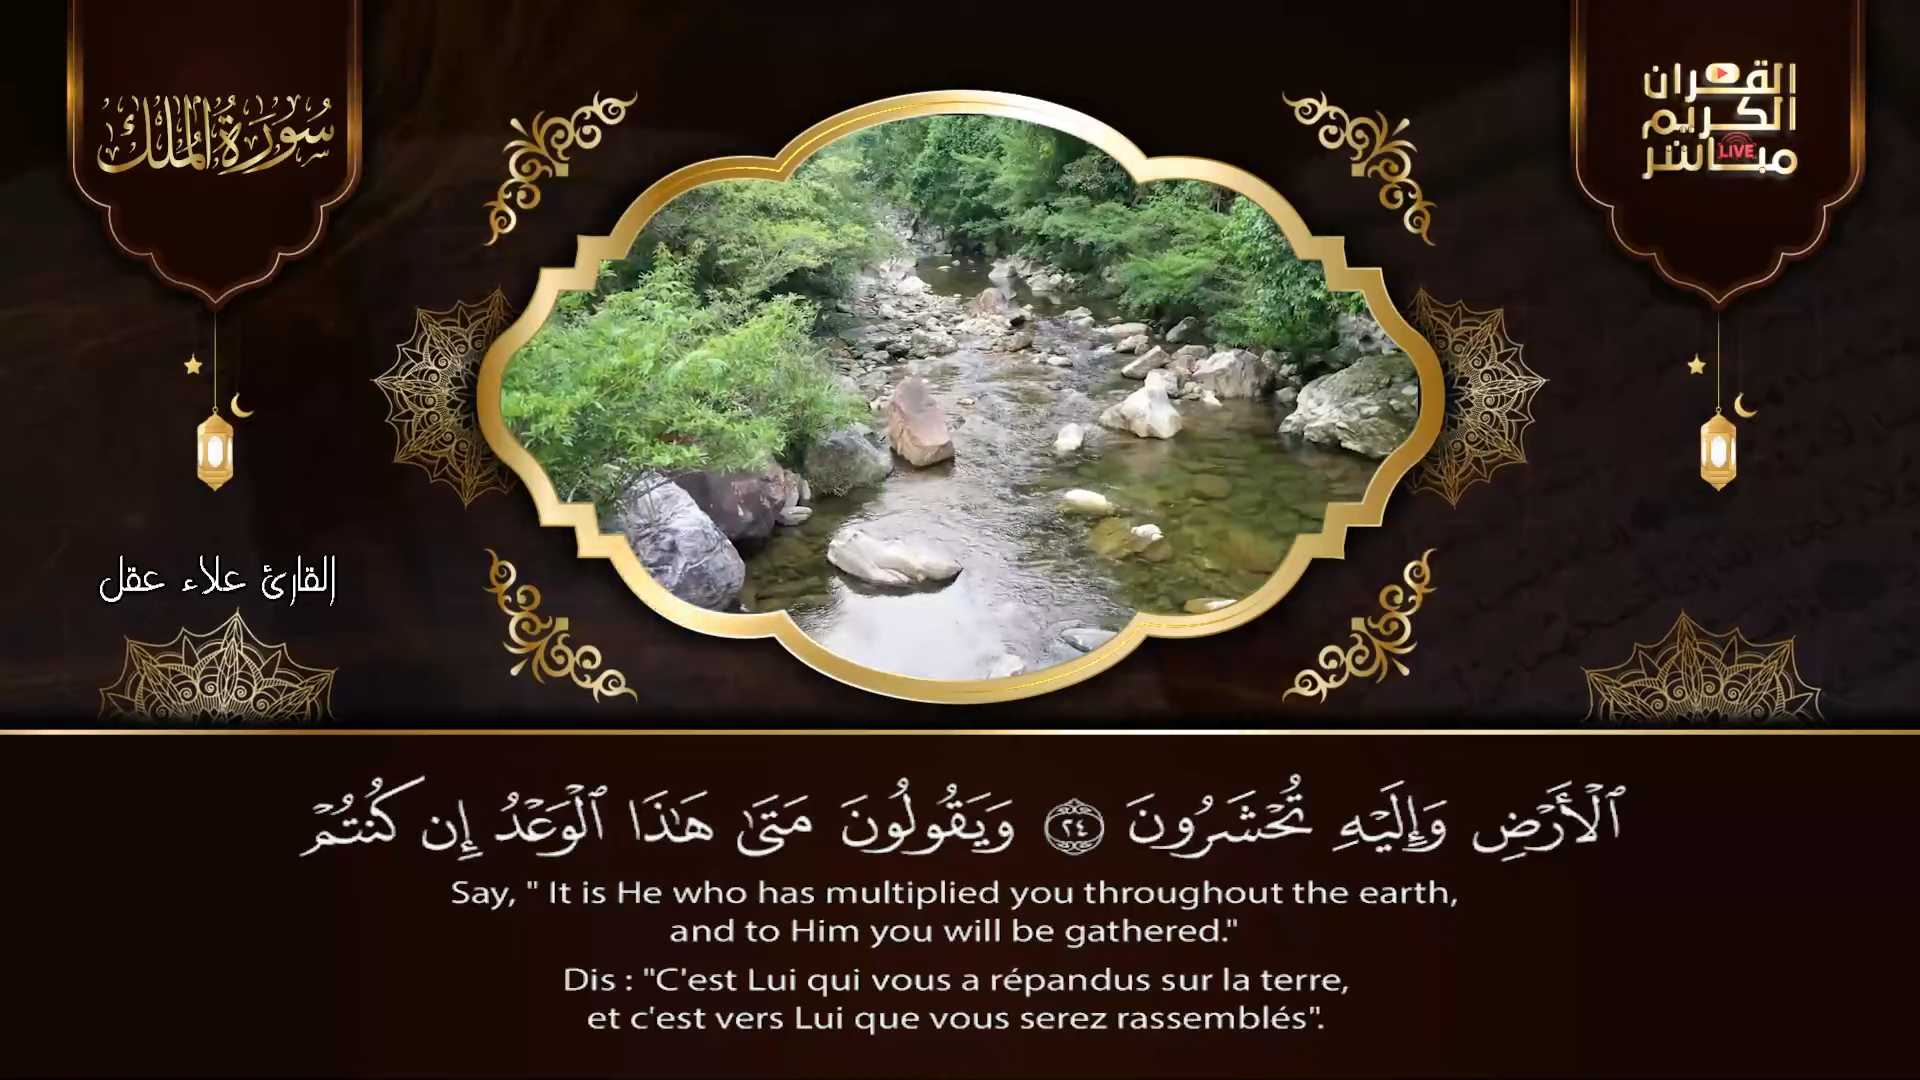 سُورَةُ الْمُلْكِ
القرآن
الكريم
مباشر
LIVE
القارئ علاء عقل
ٱلْأَرْضِ وَإِلَيْهِ تُحْشَرُونَ ٢٤ وَيَقُولُونَ مَتَىٰ هَٰذَا ٱلْوَعْدُ إِن كُنتُمْ
Say, " It is He who has multiplied you throughout the earth,
and to Him you will be gathered."
Dis : "C'est Lui qui vous a répandus sur la terre,
et c'est vers Lui que vous serez rassemblés".